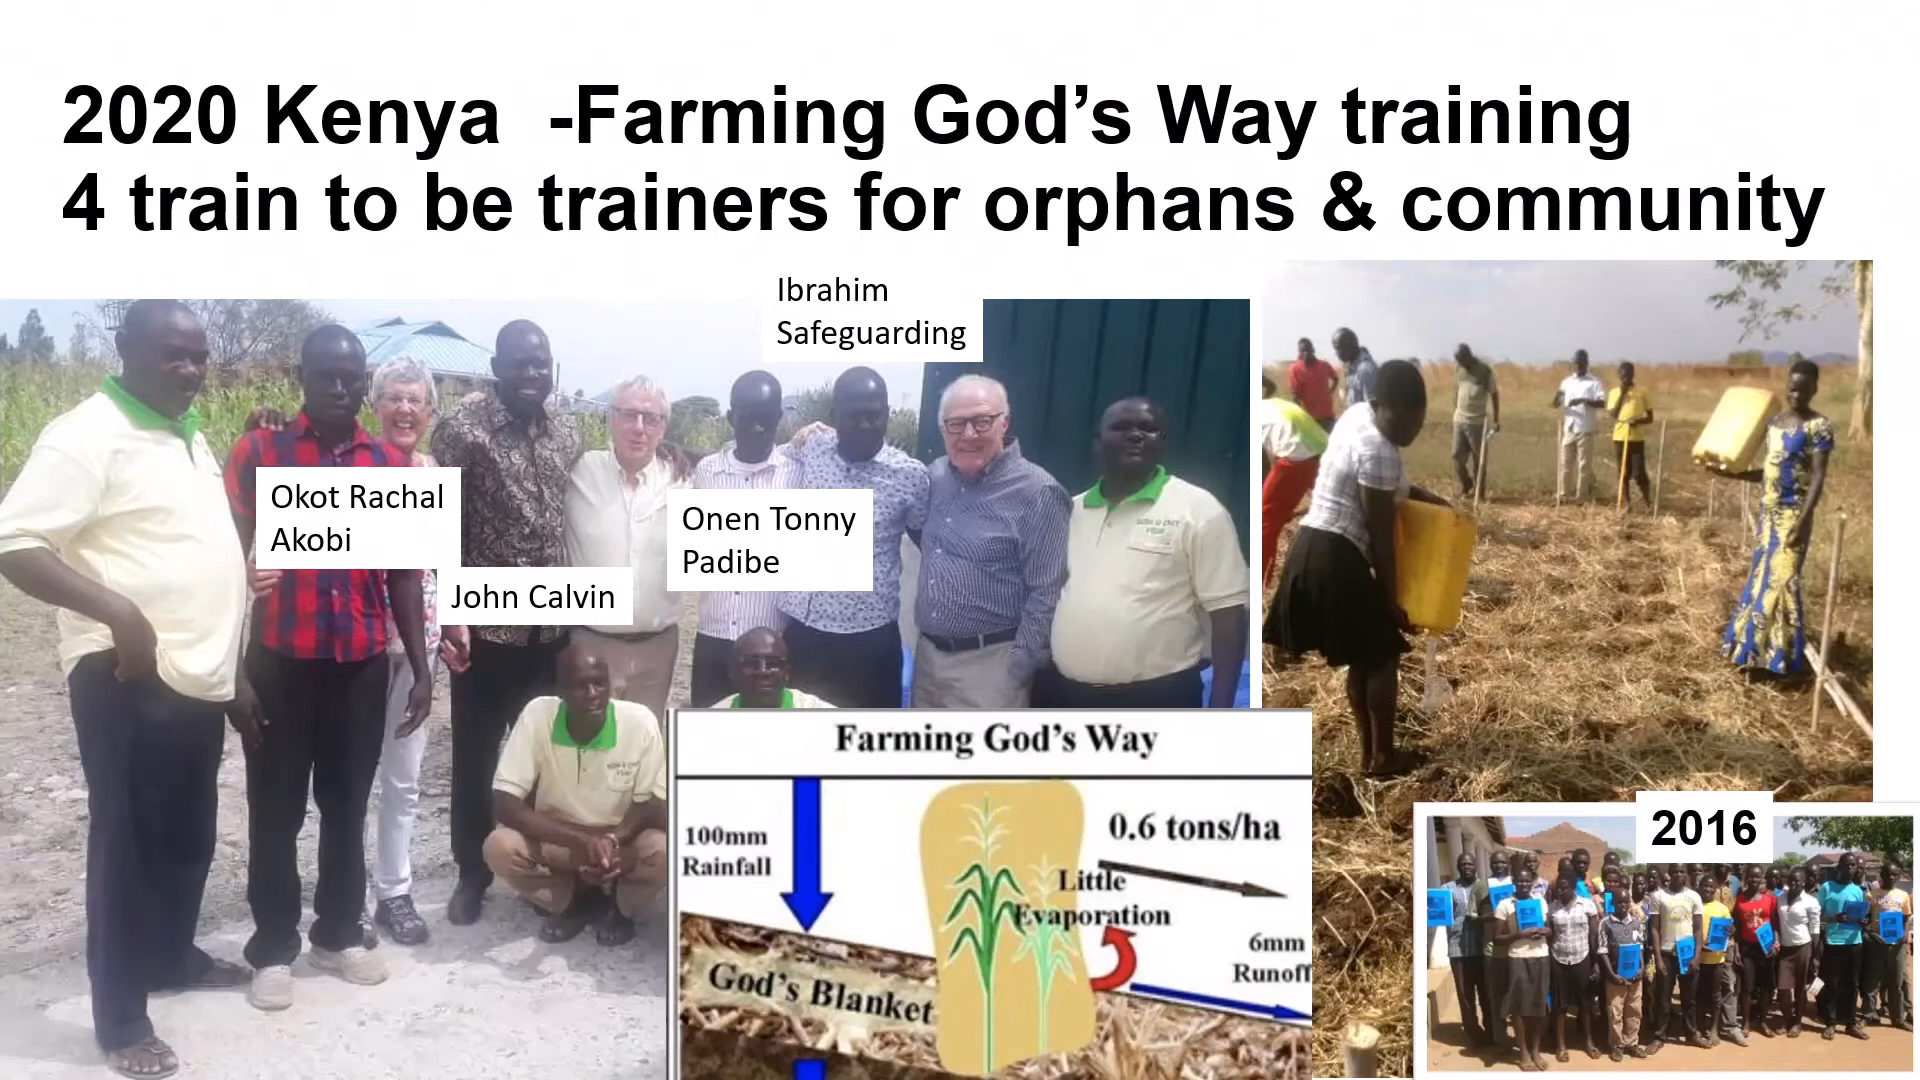 2020 Kenya  -Farming God’s Way training
4 train to be trainers for orphans & community
Ibrahim
Safeguarding
Okot Rachal
Akobi
John Calvin
Onen Tonny
Padibe
Farming God's Way
100mm
Rainfall
0.6 tons/ha
Little
Evaporation
6mm
Runoff
God's Blanket
2016